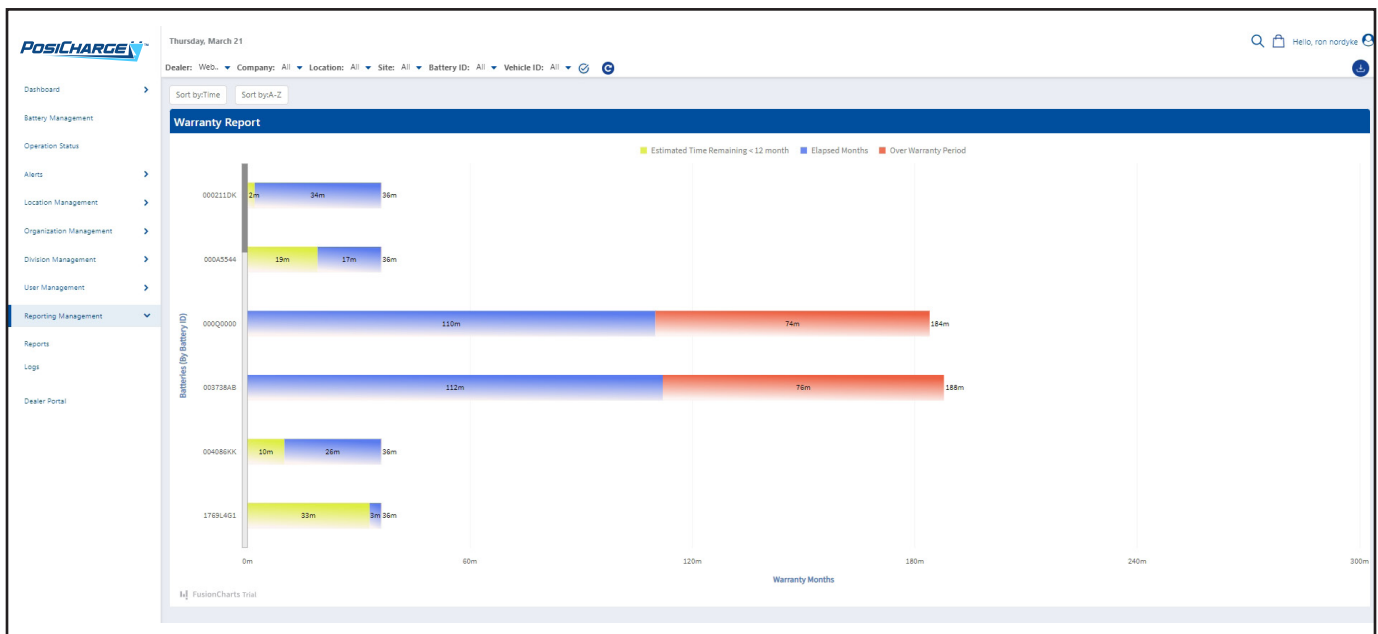 POSICHARGE
Thursday, March 21
Hello, ron nordyke
Dealer: Web.. Company: All Location: All Site: All Battery ID: All Vehicle ID: All
Dashboard
Battery Management
Operation Status
Alerts
Location Management
Organization Management
Division Management
User Management
Reporting Management
Reports
Logs
Dealer Portal
Sort by:Time Sort by:A-Z
Warranty Report
Estimated Time Remaining < 12 month Elapsed Months Over Warranty Period
Batteries (By Battery ID)
000211DK 2m 34m 36m
000A5544 19m 17m 36m
000Q0000 110m 74m 184m
003738AB 112m 76m 188m
004086KK 10m 26m 36m
1769L4G1 33m 3m 36m
0m 60m 120m 180m 240m 300m
Warranty Months
FusionCharts Trial